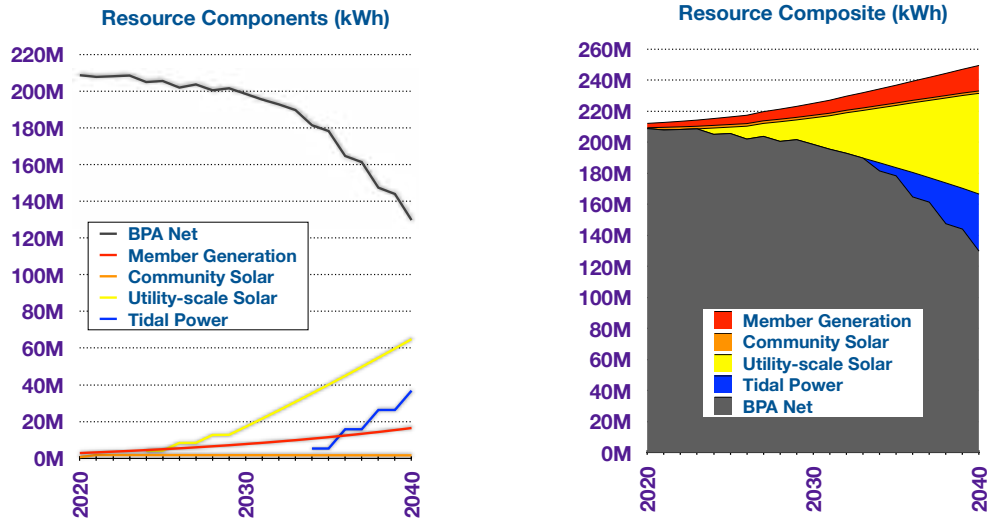 Resource Components (kWh)
220M
200M
180M
160M
140M
120M
100M
80M
60M
40M
20M
0M
BPA Net
Member Generation
Community Solar
Utility-scale Solar
Tidal Power
2020
2030
2040
Resource Composite (kWh)
260M
240M
220M
200M
180M
160M
140M
120M
100M
80M
60M
40M
20M
0M
Member Generation
Community Solar
Utility-scale Solar
Tidal Power
BPA Net
2020
2030
2040